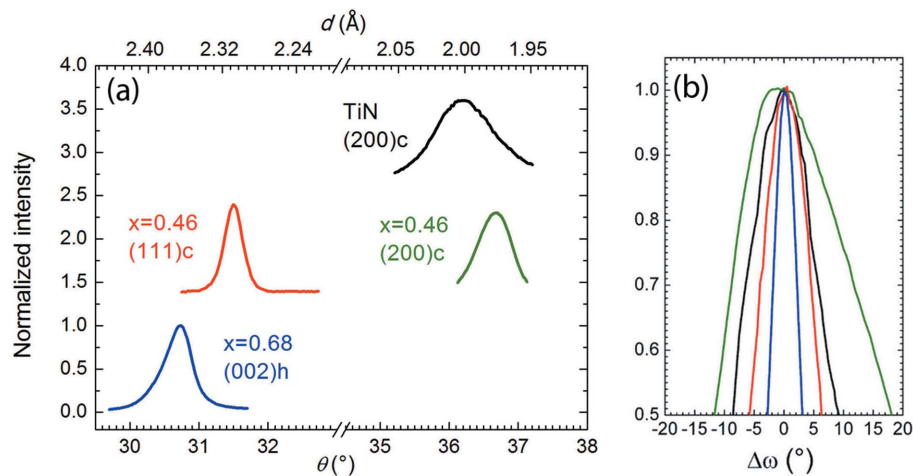 d (Å)
2.40 2.32 2.24 2.05 2.00 1.95
(a)
(b)
Normalized intensity
4.0
3.5
3.0
2.5
2.0
1.5
1.0
0.5
0.0
TiN
(200)c
x=0.46
(111)c
x=0.46
(200)c
x=0.68
(002)h
30 31 32 35 36 37 38
θ(°)
1.0
0.9
0.8
0.7
0.6
0.5
-20 -15 -10 -5 0 5 10 15 20
Δω (°)